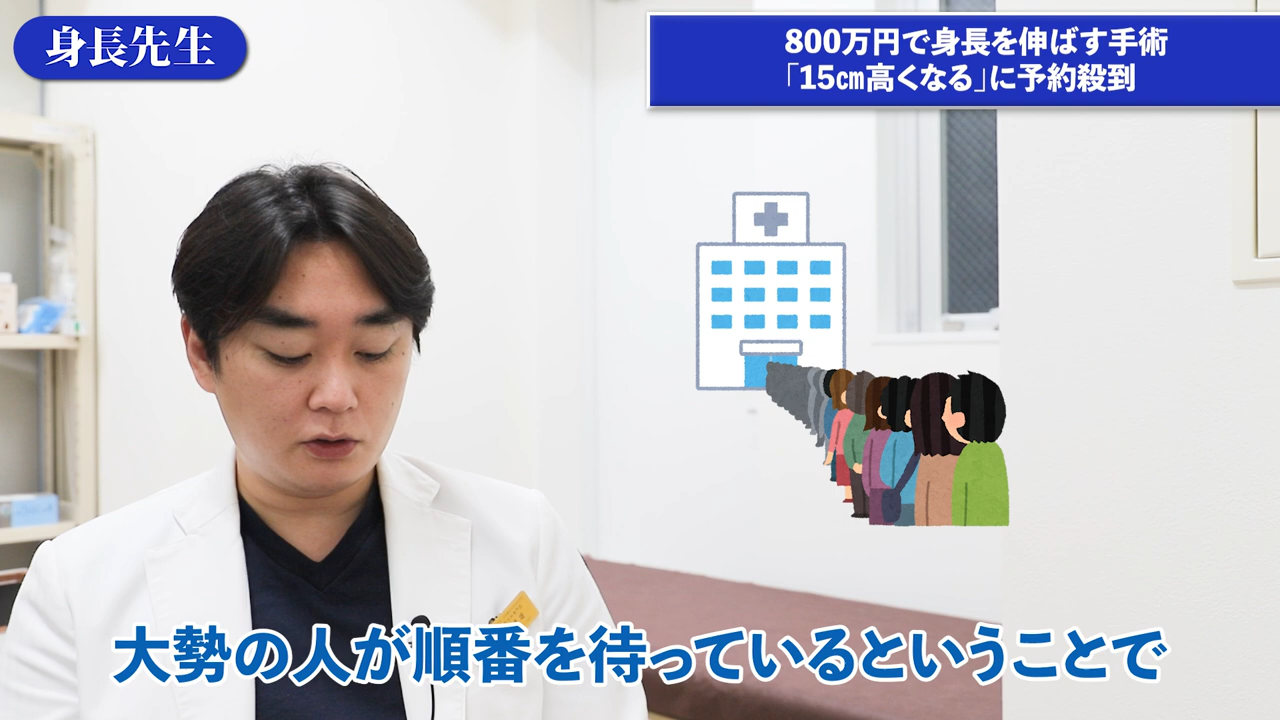 身長先生
800万円で身長を伸ばす手術
「15㎝高くなる」に予約殺到
大勢の人が順番を待っているということで